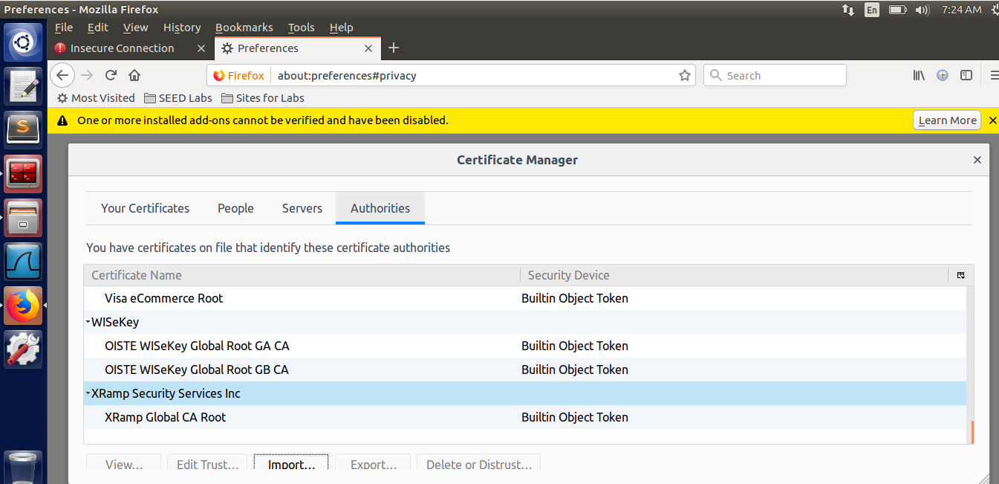 Preferences - Mozilla Firefox
En
7:24 AM
File Edit View History Bookmarks Tools Help
Insecure Connection
Preferences
Firefox about:preferences#privacy
Search
Most Visited SEED Labs Sites for Labs
One or more installed add-ons cannot be verified and have been disabled.
Learn More
Certificate Manager
Your Certificates People Servers Authorities
You have certificates on file that identify these certificate authorities
Certificate Name Security Device
Visa eCommerce Root Builtin Object Token
WISeKey
OISTE WISeKey Global Root GA CA Builtin Object Token
OISTE WISeKey Global Root GB CA Builtin Object Token
XRamp Security Services Inc
XRamp Global CA Root Builtin Object Token
View... Edit Trust... Import... Export... Delete or Distrust...